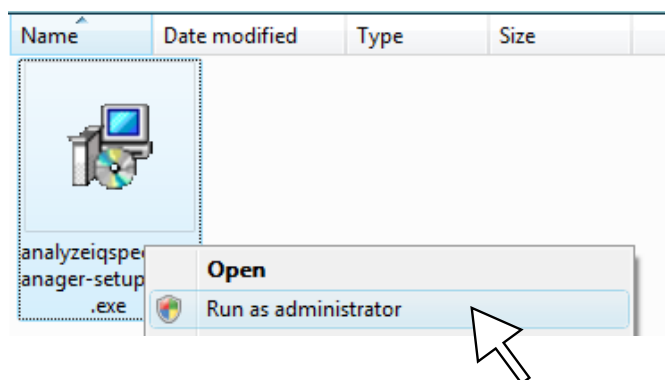 Name Date modified Type Size
analyzeiqspe
anager-setup
.exe
Open
Run as administrator